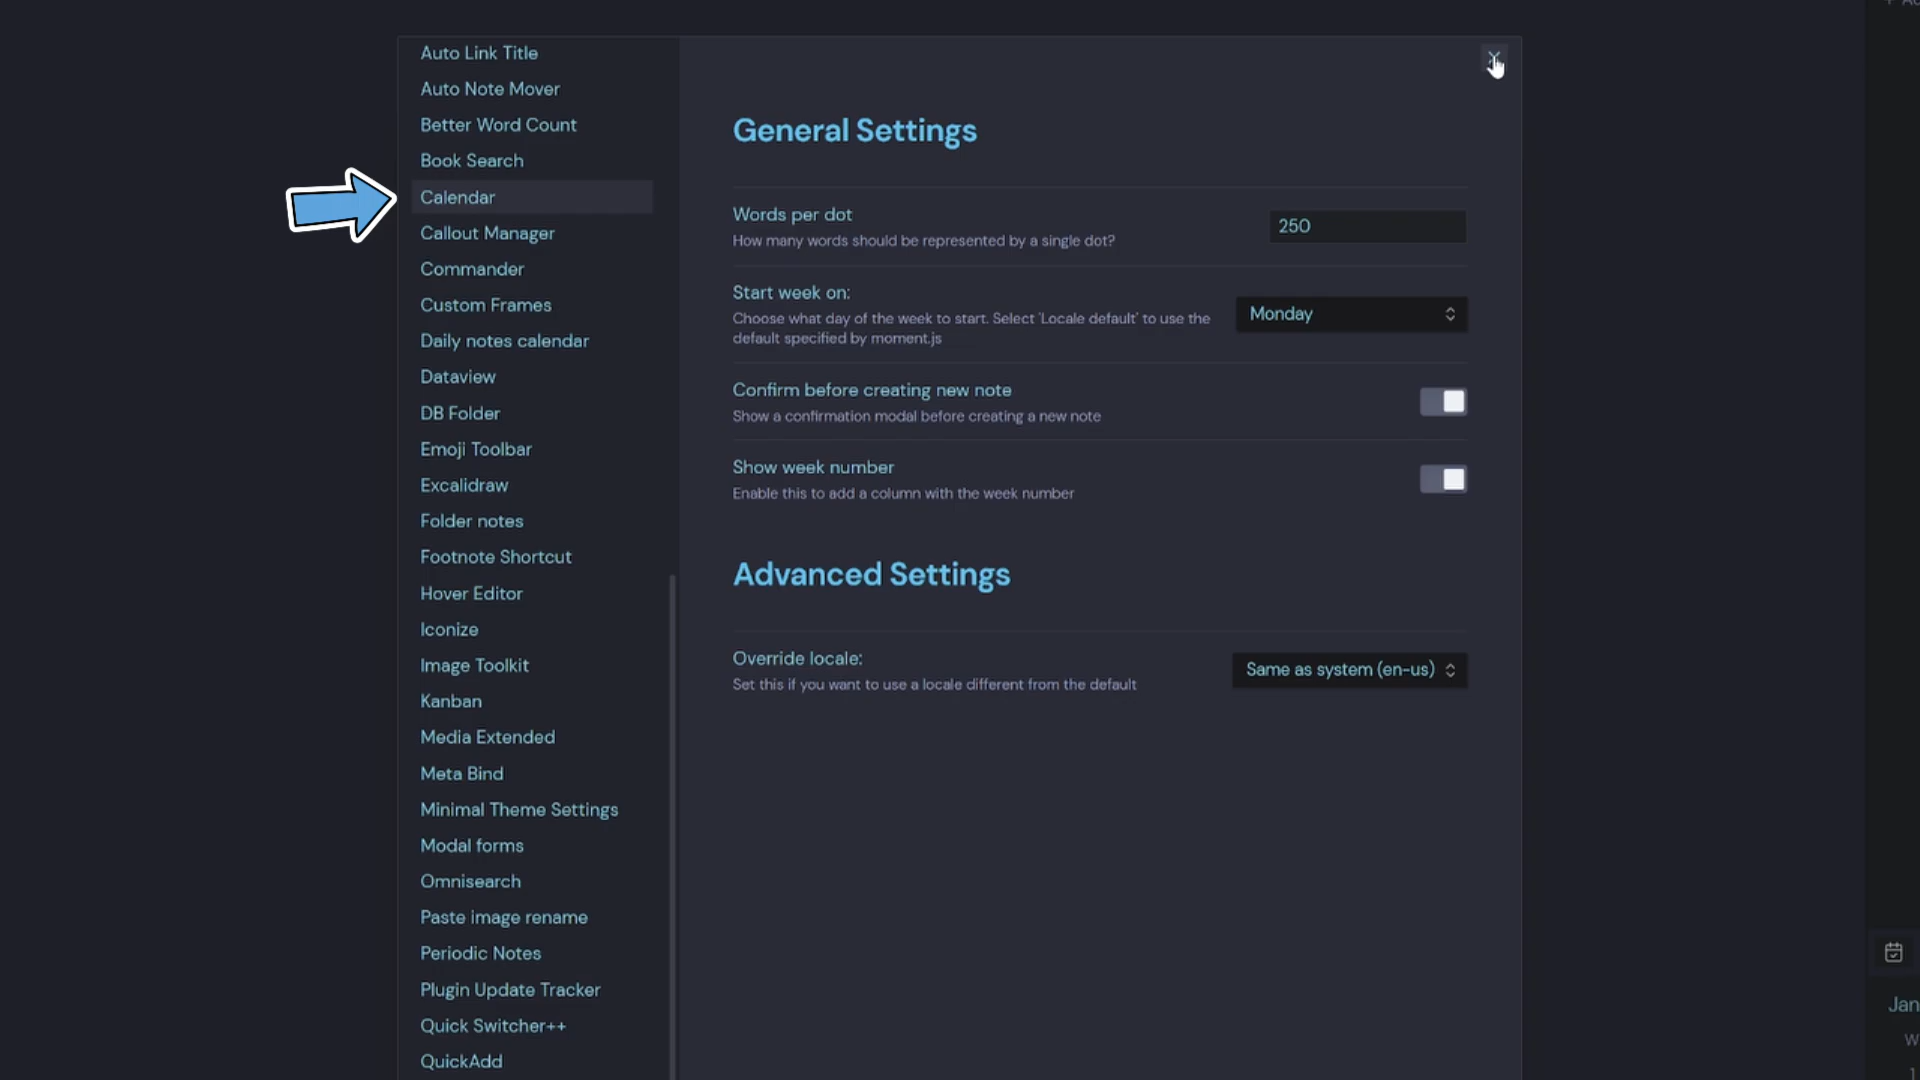 Auto Link Title
Auto Note Mover
Better Word Count
Book Search
Calendar
Callout Manager
Commander
Custom Frames
Daily notes calendar
Dataview
DB Folder
Emoji Toolbar
Excalidraw
Folder notes
Footnote Shortcut
Hover Editor
Iconize
Image Toolkit
Kanban
Media Extended
Meta Bind
Minimal Theme Settings
Modal forms
Omnisearch
Paste image rename
Periodic Notes
Plugin Update Tracker
Quick Switcher++
QuickAdd
General Settings
Words per dot
How many words should be represented by a single dot?
250
Start week on:
Choose what day of the week to start. Select 'Locale default' to use the
default specified by moment.js
Monday
Confirm before creating new note
Show a confirmation modal before creating a new note
Show week number
Enable this to add a column with the week number
Advanced Settings
Override locale:
Set this if you want to use a locale different from the default
Same as system (en-us)
Jan
W